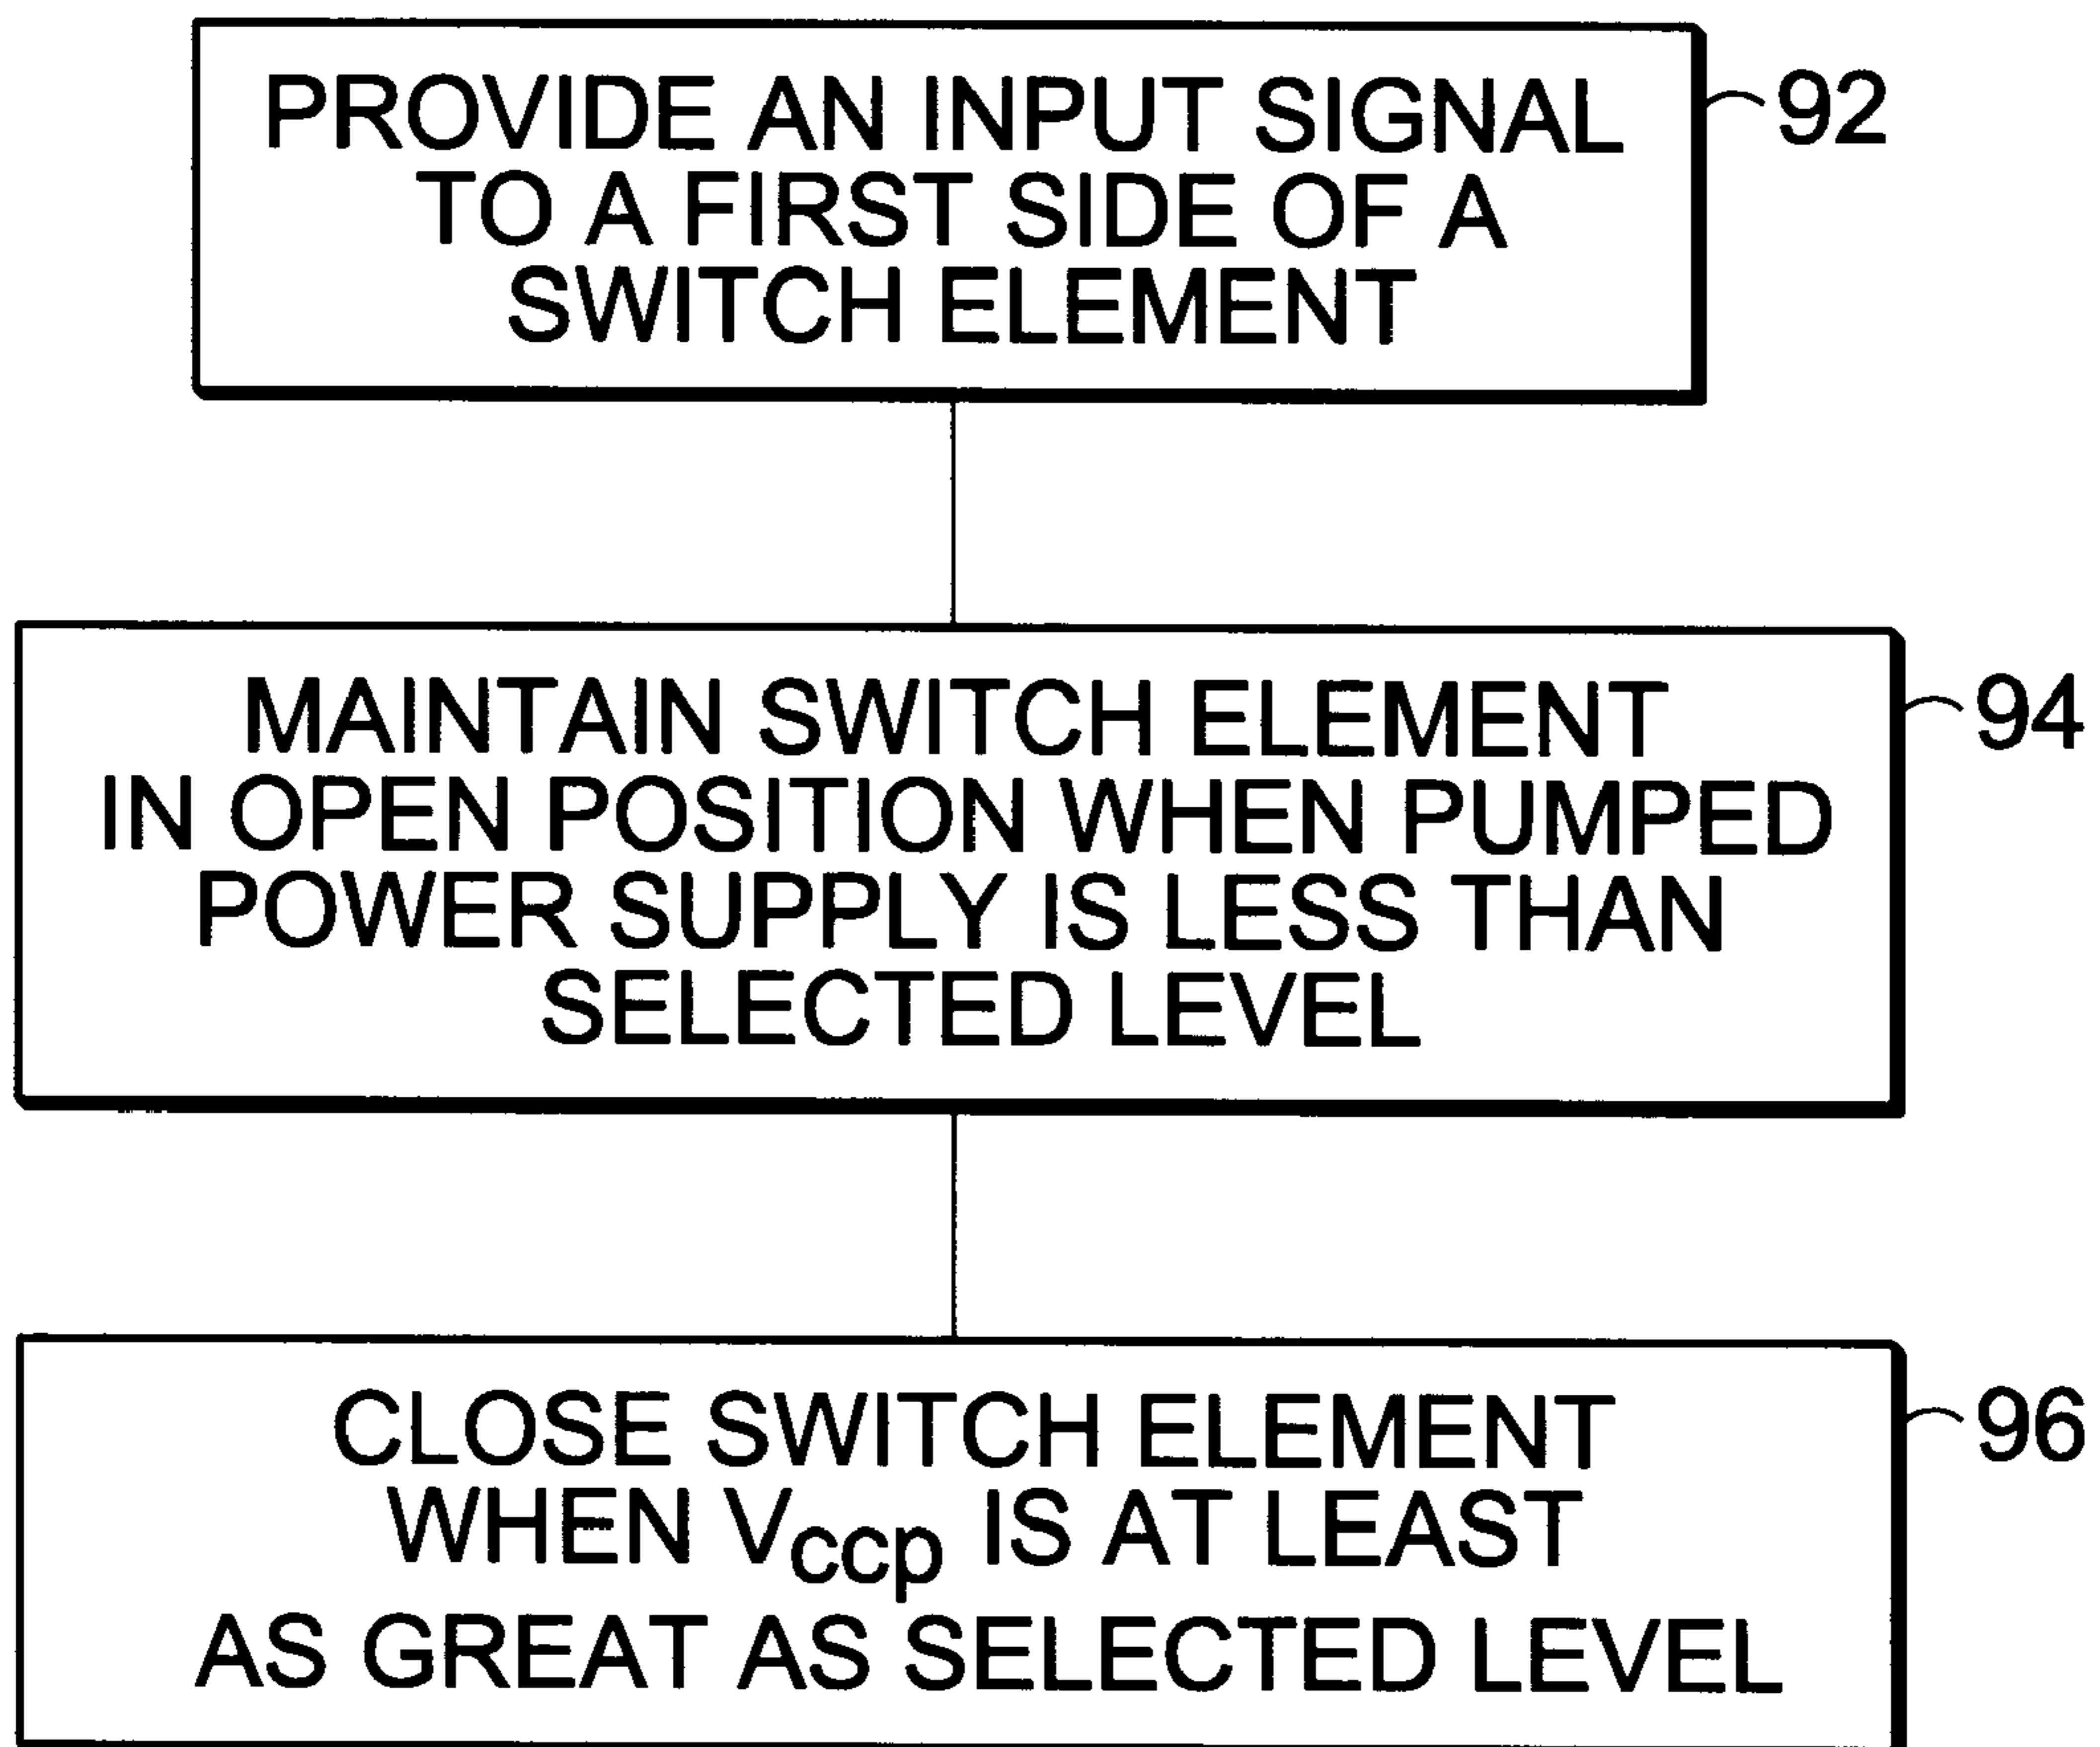 PROVIDE AN INPUT SIGNAL
TO A FIRST SIDE OF A
SWITCH ELEMENT
92
MAINTAIN SWITCH ELEMENT
IN OPEN POSITION WHEN PUMPED
POWER SUPPLY IS LESS THAN
SELECTED LEVEL
94
CLOSE SWITCH ELEMENT
WHEN Vccp IS AT LEAST
AS GREAT AS SELECTED LEVEL
96